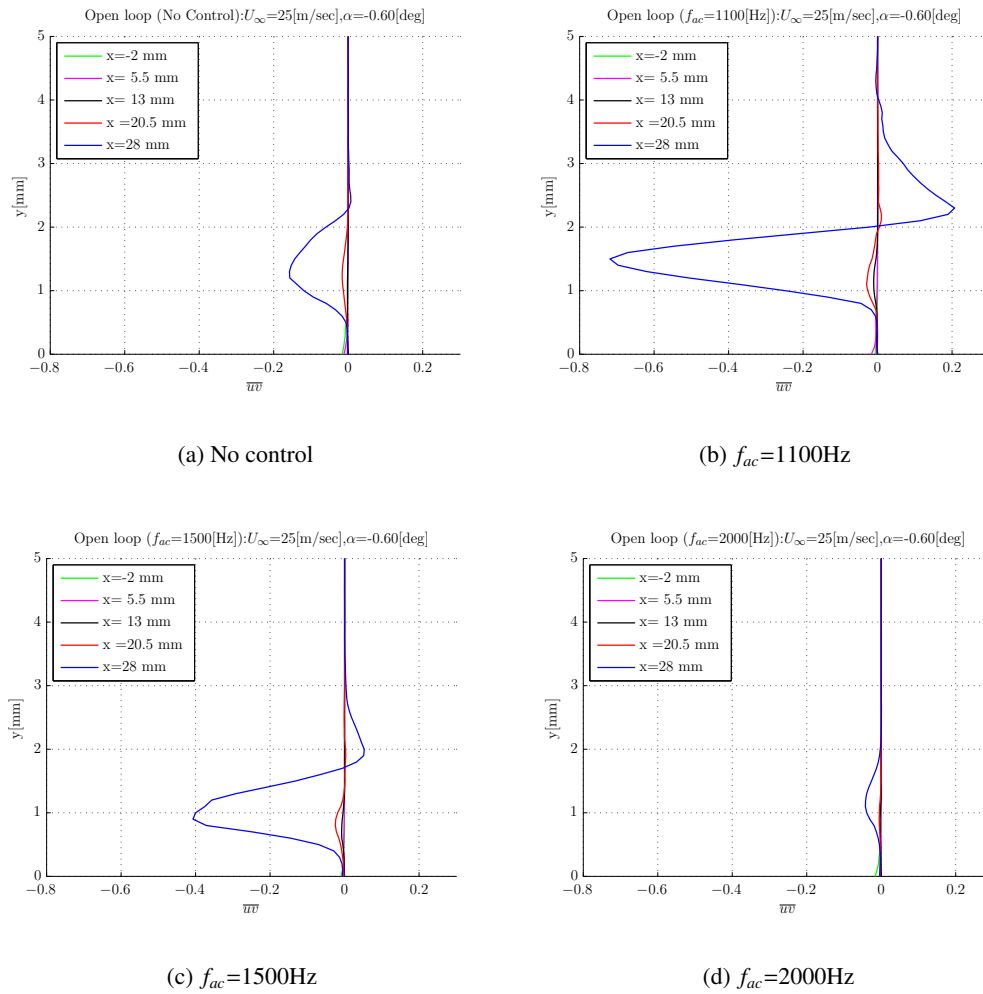 Open loop (No Control):U∞=25[m/sec],α=-0.60[deg]
5
4
3
2
1
0
y[mm]
x=-2 mm
x= 5.5 mm
x= 13 mm
x =20.5 mm
x=28 mm
−0.8 −0.6 −0.4 −0.2 0 0.2
uv
(a) No control
Open loop (fac=1100[Hz]):U∞=25[m/sec],α=-0.60[deg]
5
4
3
2
1
0
y[mm]
x=-2 mm
x= 5.5 mm
x= 13 mm
x =20.5 mm
x=28 mm
−0.8 −0.6 −0.4 −0.2 0 0.2
uv
(b) fac=1100Hz
Open loop (fac=1500[Hz]):U∞=25[m/sec],α=-0.60[deg]
5
4
3
2
1
0
y[mm]
x=-2 mm
x= 5.5 mm
x= 13 mm
x =20.5 mm
x=28 mm
−0.8 −0.6 −0.4 −0.2 0 0.2
uv
(c) fac=1500Hz
Open loop (fac=2000[Hz]):U∞=25[m/sec],α=-0.60[deg]
5
4
3
2
1
0
y[mm]
x=-2 mm
x= 5.5 mm
x= 13 mm
x =20.5 mm
x=28 mm
−0.8 −0.6 −0.4 −0.2 0 0.2
uv
(d) fac=2000Hz